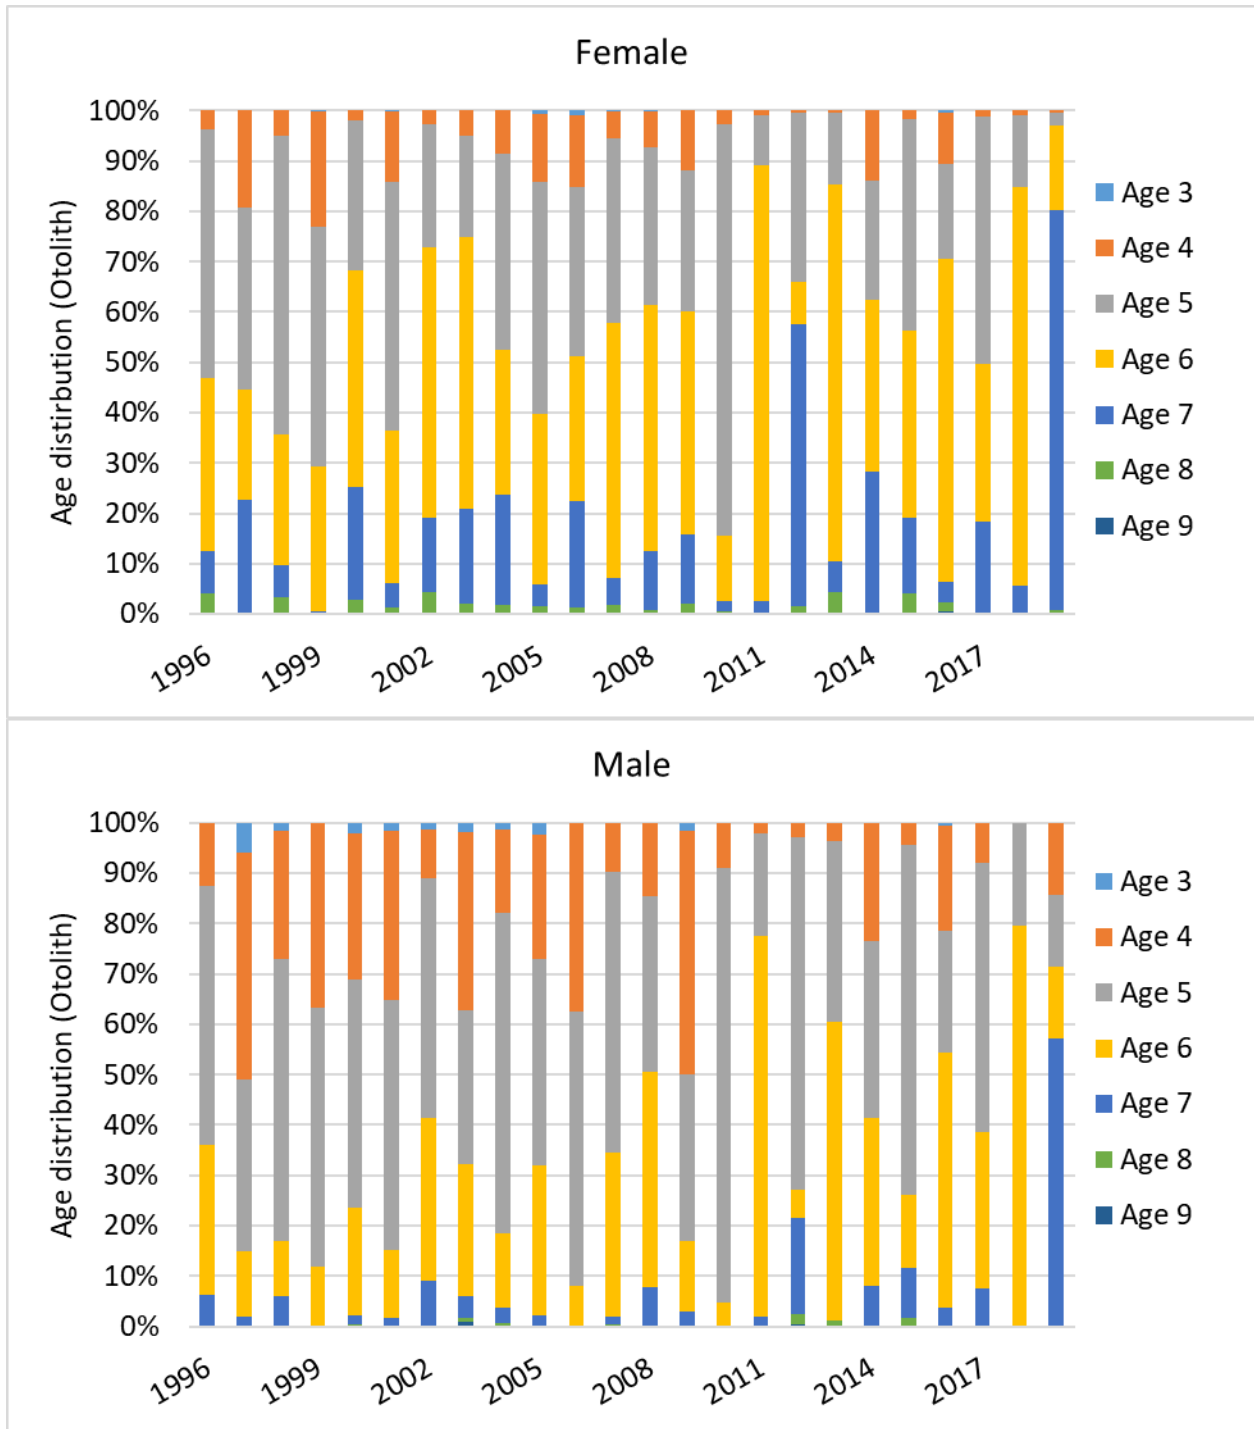 Female
100%
90%
80%
70%
60%
50%
40%
30%
20%
10%
0%
Age distirbution (Otolith)
1996
1999
2002
2005
2008
2011
2014
2017
Age 3
Age 4
Age 5
Age 6
Age 7
Age 8
Age 9
Male
100%
90%
80%
70%
60%
50%
40%
30%
20%
10%
0%
Age distribution (Otolith)
1996
1999
2002
2005
2008
2011
2014
2017
Age 3
Age 4
Age 5
Age 6
Age 7
Age 8
Age 9